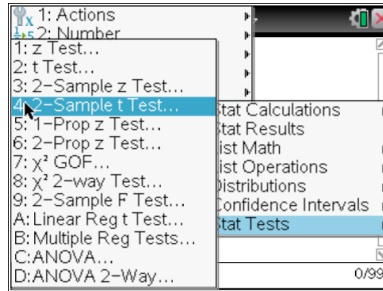 1: Actions
2: Number
1: z Test...
2: t Test...
3: 2-Sample z Test...
4: 2-Sample t Test...
5: 1-Prop z Test...
6: 2-Prop z Test...
7: χ² GOF...
8: χ² 2-way Test...
9: 2-Sample F Test...
A: Linear Reg t Test...
B: Multiple Reg Tests...
C: ANOVA...
D: ANOVA 2-Way...
Stat Calculations
Stat Results
List Math
List Operations
Distributions
Confidence Intervals
Stat Tests
0/99